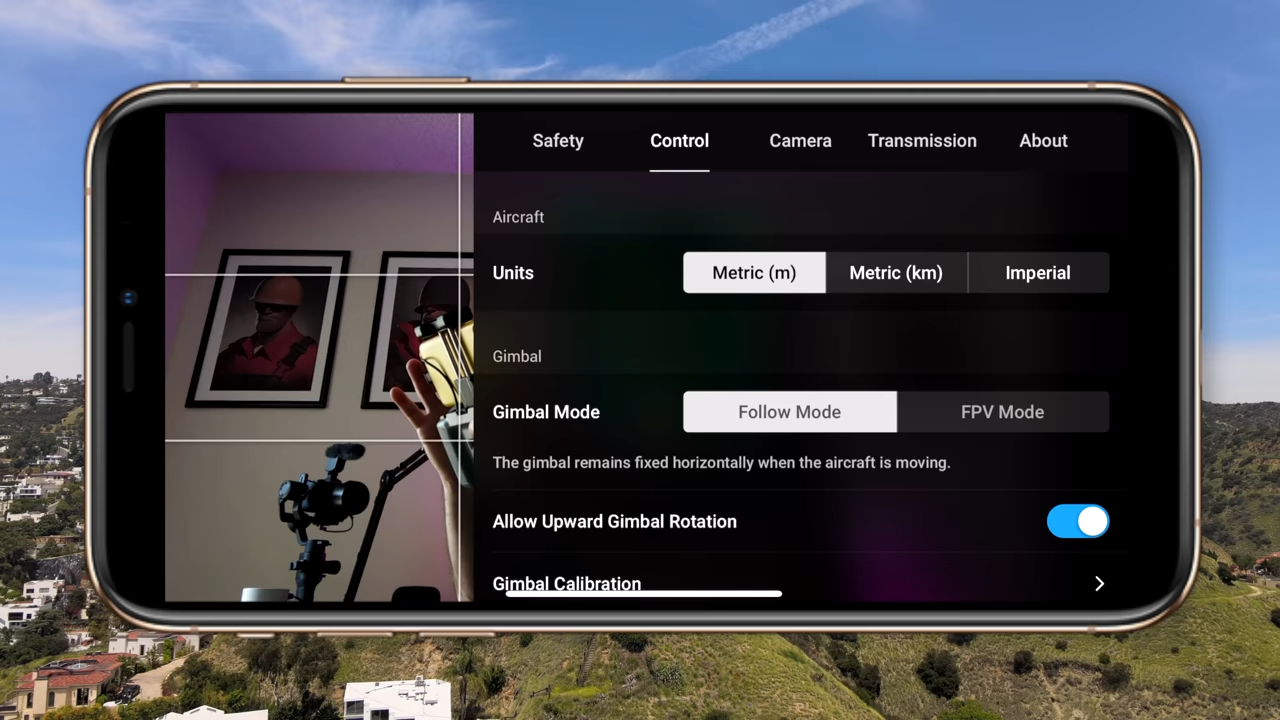 Safety Control Camera Transmission About
Aircraft
Units Metric (m) Metric (km) Imperial
Gimbal
Gimbal Mode Follow Mode FPV Mode
The gimbal remains fixed horizontally when the aircraft is moving.
Allow Upward Gimbal Rotation
Gimbal Calibration